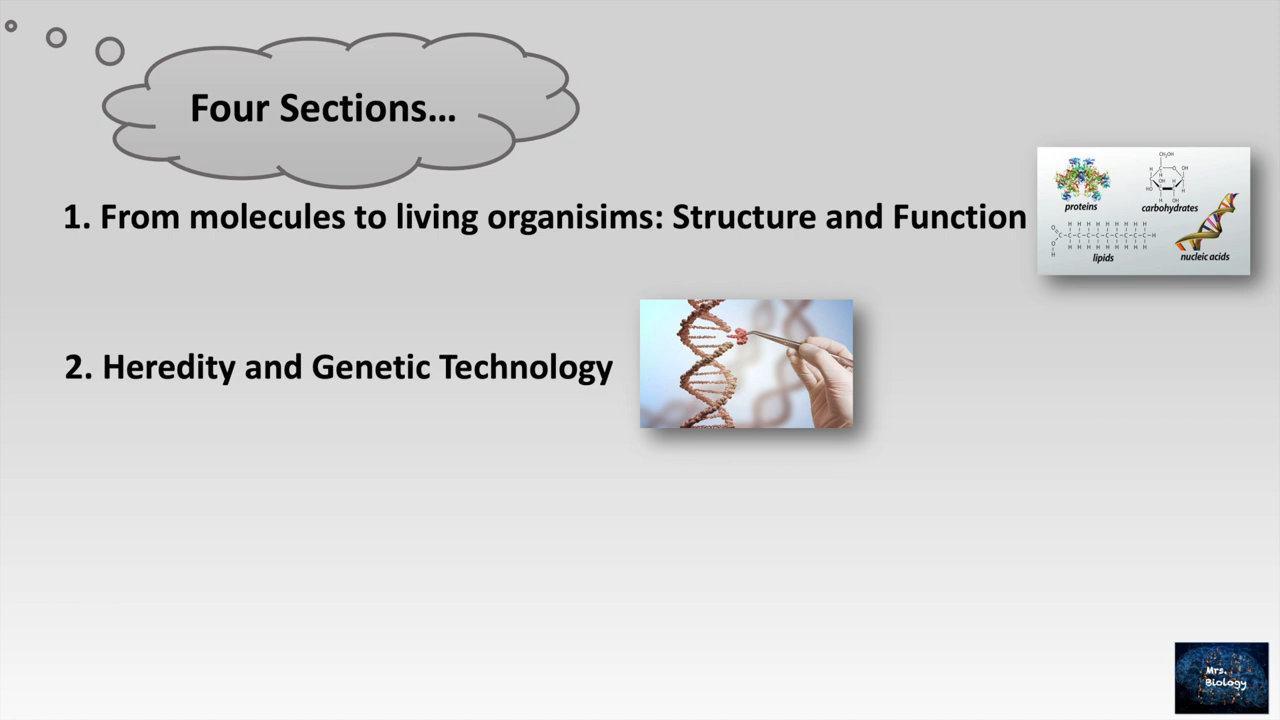 Four Sections...
1. From molecules to living organisims: Structure and Function
proteins
CH₂OH
carbohydrates
lipids
nucleic acids
2. Heredity and Genetic Technology
Mrs.
Biology